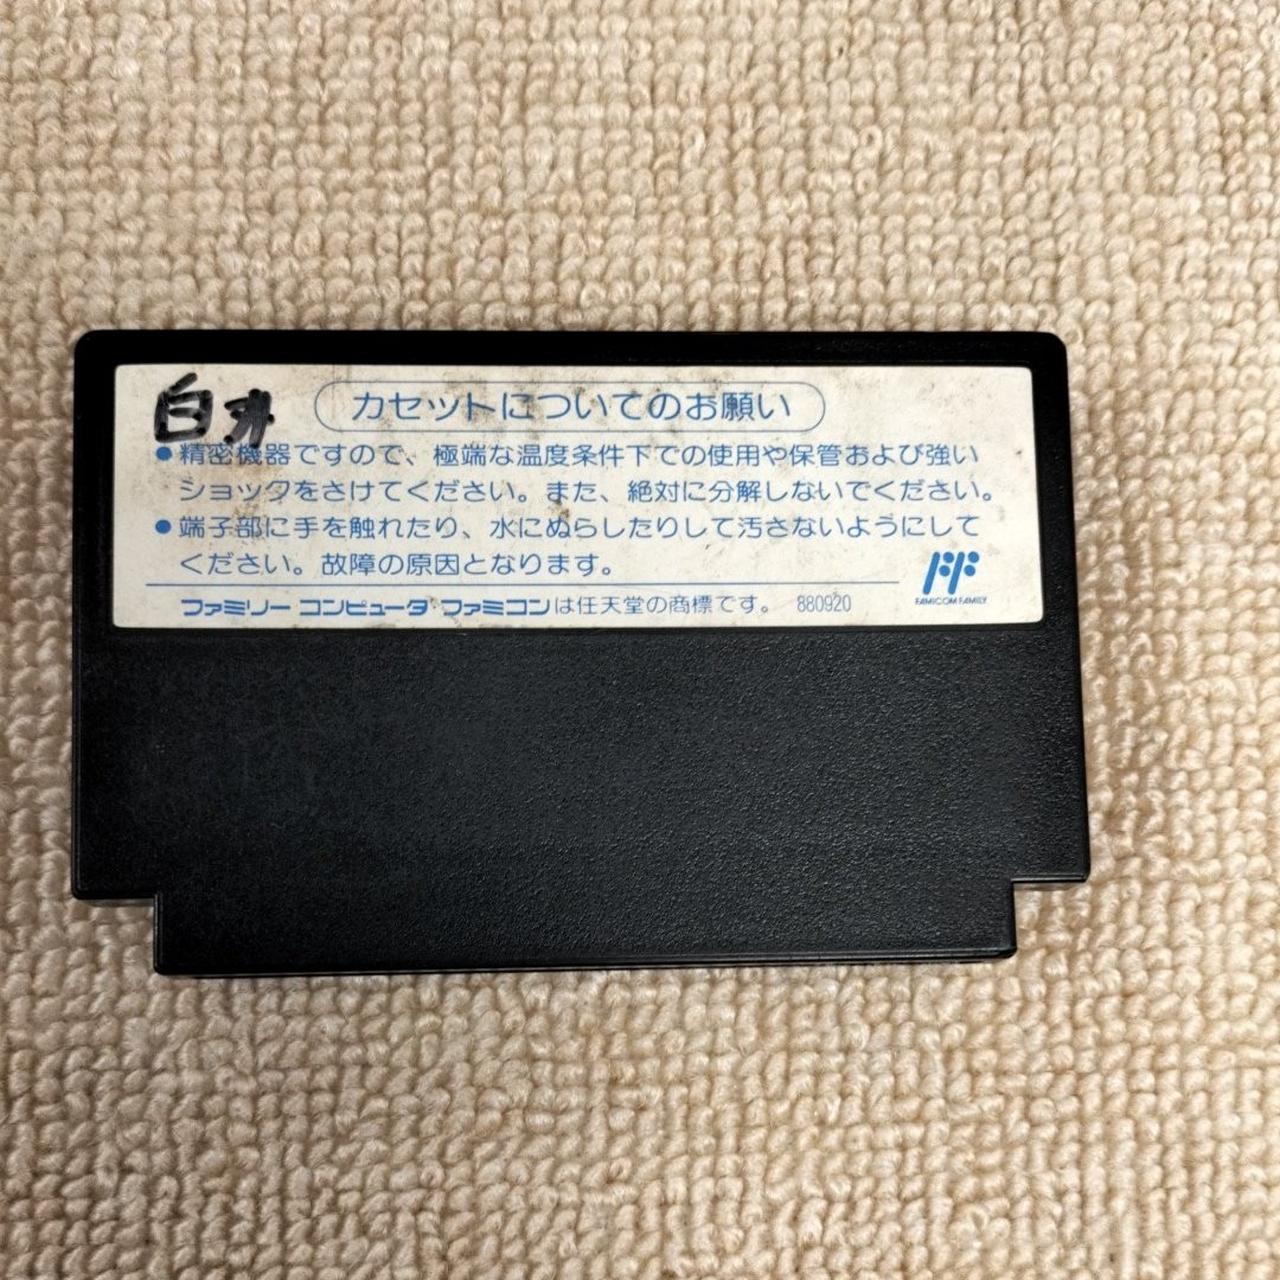 白井
カセットについてのお願い
●精密機器ですので、極端な温度条件下での使用や保管および強い
ショックをさけてください。また、絶対に分解しないでください。
●端子部に手を触れたり、水にぬらしたりして汚さないようにして
ください。故障の原因となります。
ファミリーコンピュータ・ファミコンは任天堂の商標です。 880920
FAMICOM FAMILY